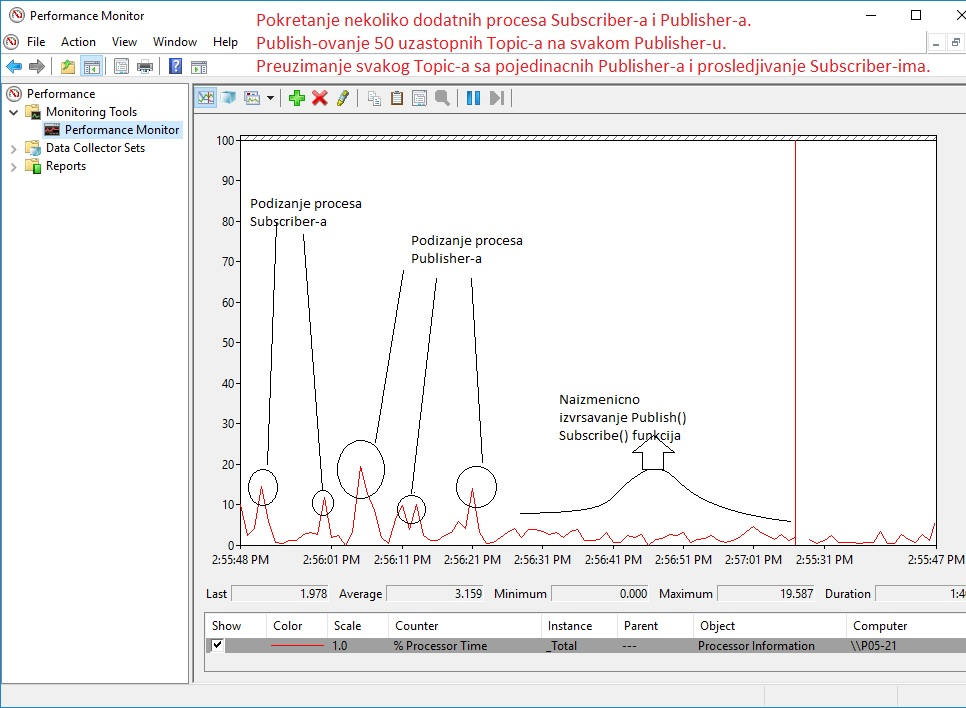 Performance Monitor
Pokretanje nekoliko dodatnih procesa Subscriber-a i Publisher-a.
File Action View Window Help
Publish-ovanje 50 uzastopnih Topic-a na svakom Publisher-u.
Preuzimanje svakog Topic-a sa pojedinacnih Publisher-a i prosledjivanje Subscriber-ima.
Performance
Monitoring Tools
Performance Monitor
Data Collector Sets
Reports
100
90
80
70
60
50
40
30
20
10
0
Podizanje procesa
Subscriber-a
Podizanje procesa
Publisher-a
Naizmenicno
izvrsavanje Publish()
Subscribe() funkcija
2:55:48 PM 2:56:01 PM 2:56:11 PM 2:56:21 PM 2:56:31 PM 2:56:41 PM 2:56:51 PM 2:57:01 PM 2:55:31 PM 2:55:47 PM
Last 1.978 Average 3.159 Minimum 0.000 Maximum 19.587 Duration 1:4
Show Color Scale Counter Instance Parent Object Computer
1.0 % Processor Time _Total --- Processor Information \\P05-21